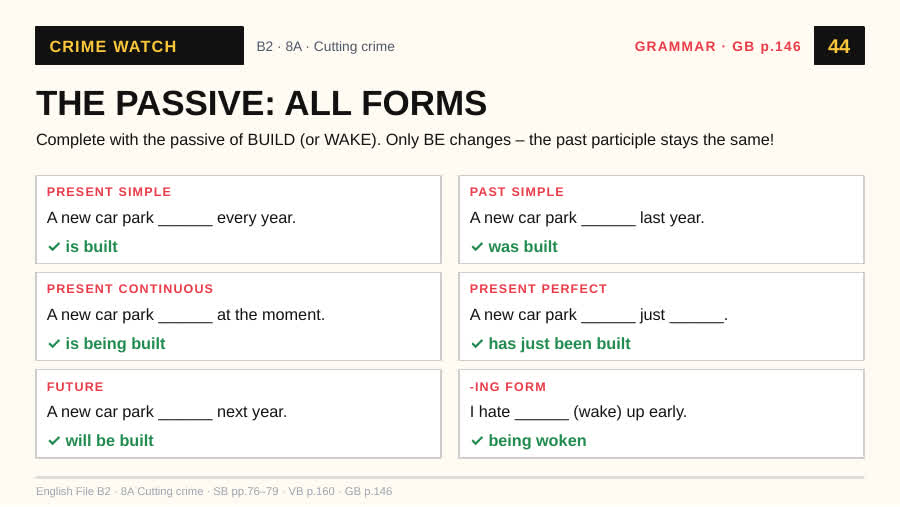 CRIME WATCH
B2 · 8A · Cutting crime
GRAMMAR · GB p.146
44
THE PASSIVE: ALL FORMS
Complete with the passive of BUILD (or WAKE). Only BE changes – the past participle stays the same!
PRESENT SIMPLE
A new car park ______ every year.
✓ is built
PAST SIMPLE
A new car park ______ last year.
✓ was built
PRESENT CONTINUOUS
A new car park ______ at the moment.
✓ is being built
PRESENT PERFECT
A new car park ______ just ______.
✓ has just been built
FUTURE
A new car park ______ next year.
✓ will be built
-ING FORM
I hate ______ (wake) up early.
✓ being woken
English File B2 · 8A Cutting crime · SB pp.76–79 · VB p.160 · GB p.146